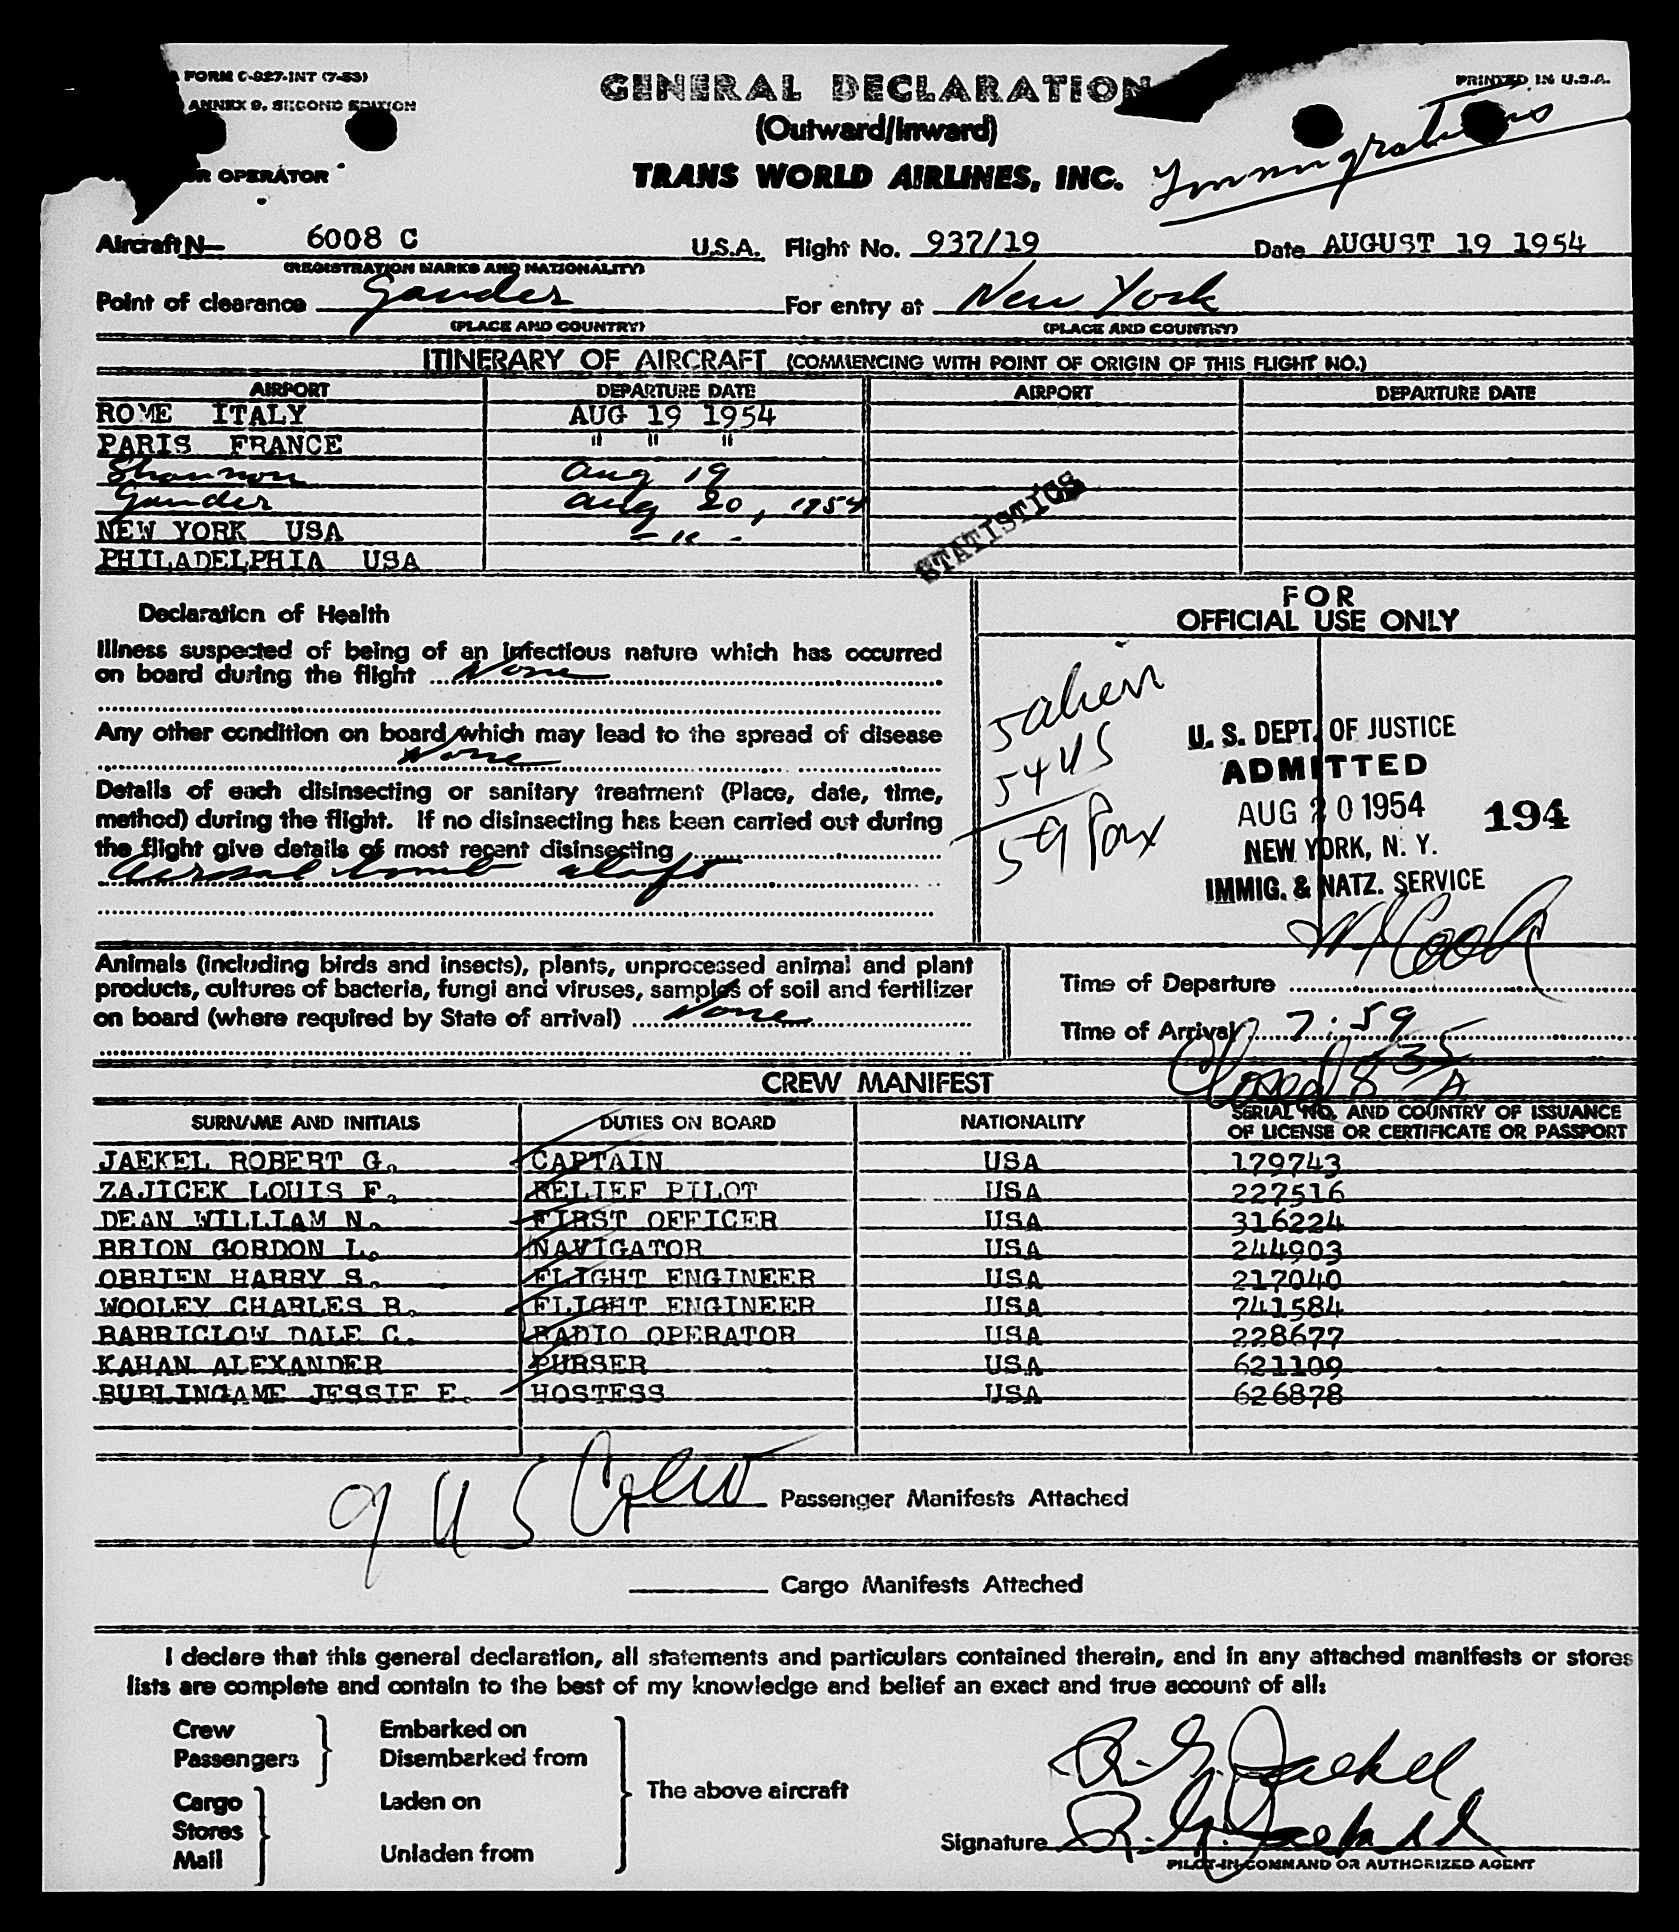 FORM C-927-INT (7-53)
ANNEX 9, SECOND EDITION
GENERAL DECLARATION
PRINTED IN U.S.A.
(Outward/Inward)
OR OPERATOR
TRANS WORLD AIRLINES, INC.
Immigrations
Aircraft N— 6008 C U.S.A. Flight No. 937/19 Date AUGUST 19 1954
(REGISTRATION MARKS AND NATIONALITY)
Point of clearance Gander For entry at New York
(PLACE AND COUNTRY) (PLACE AND COUNTRY)
ITINERARY OF AIRCRAFT (COMMENCING WITH POINT OF ORIGIN OF THIS FLIGHT NO.)
AIRPORT DEPARTURE DATE AIRPORT DEPARTURE DATE
ROME ITALY AUG 19 1954
PARIS FRANCE " " "
Shannon Aug 19
Gander Aug 20, 1954
NEW YORK USA - " -
PHILADELPHIA USA
STATISTICS
Declaration of Health
Illness suspected of being of an infectious nature which has occurred
on board during the flight None
Any other condition on board which may lead to the spread of disease
None
Details of each disinsecting or sanitary treatment (Place, date, time,
method) during the flight. If no disinsecting has been carried out during
the flight give details of most recent disinsecting
Aerosol bomb aloft
FOR
OFFICIAL USE ONLY
5 alien
54 US
59 Pax
U. S. DEPT. OF JUSTICE
ADMITTED
AUG 20 1954 194
NEW YORK, N. Y.
IMMIG. & NATZ. SERVICE
Animals (including birds and insects), plants, unprocessed animal and plant
products, cultures of bacteria, fungi and viruses, samples of soil and fertilizer
on board (where required by State of arrival) None
Time of Departure
Time of Arrival 7:59
Closed 8 35 A
CREW MANIFEST
SURNAME AND INITIALS DUTIES ON BOARD NATIONALITY SERIAL NO. AND COUNTRY OF ISSUANCE
OF LICENSE OR CERTIFICATE OR PASSPORT
JAEKEL ROBERT G. CAPTAIN USA 179743
ZAJICEK LOUIS F. RELIEF PILOT USA 227516
DEAN WILLIAM N. FIRST OFFICER USA 316224
BRION GORDON L. NAVIGATOR USA 244903
OBRIEN HARRY S. FLIGHT ENGINEER USA 217040
WOOLEY CHARLES R. FLIGHT ENGINEER USA 741584
BARRICLOW DALE C. RADIO OPERATOR USA 228677
KAHAN ALEXANDER PURSER USA 621109
BURLINGAME JESSIE E. HOSTESS USA 626878
9 US Crew
Passenger Manifests Attached
Cargo Manifests Attached
I declare that this general declaration, all statements and particulars contained therein, and in any attached manifests or stores
lists are complete and contain to the best of my knowledge and belief an exact and true account of all:
Crew Embarked on
Passengers Disembarked from
The above aircraft
Cargo Laden on
Stores
Mail Unladen from
R. G. Jaekel
Signature R. G. Jaekel
PILOT-IN-COMMAND OR AUTHORIZED AGENT